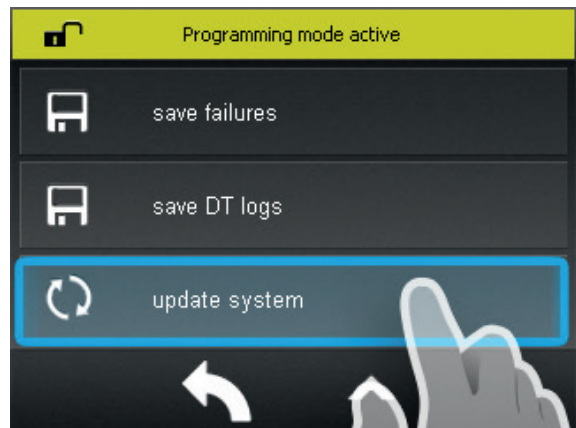 Programming mode active
save failures
save DT logs
update system